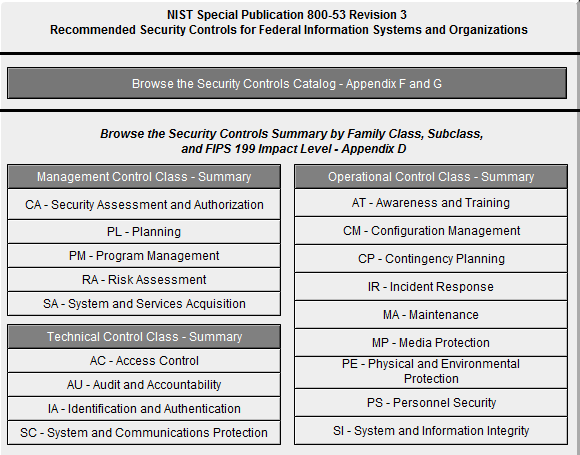 NIST Special Publication 800-53 Revision 3
Recommended Security Controls for Federal Information Systems and Organizations
Browse the Security Controls Catalog - Appendix F and G
Browse the Security Controls Summary by Family Class, Subclass,
and FIPS 199 Impact Level - Appendix D
Management Control Class - Summary
CA - Security Assessment and Authorization
PL - Planning
PM - Program Management
RA - Risk Assessment
SA - System and Services Acquisition
Technical Control Class - Summary
AC - Access Control
AU - Audit and Accountability
IA - Identification and Authentication
SC - System and Communications Protection
Operational Control Class - Summary
AT - Awareness and Training
CM - Configuration Management
CP - Contingency Planning
IR - Incident Response
MA - Maintenance
MP - Media Protection
PE - Physical and Environmental
Protection
PS - Personnel Security
SI - System and Information Integrity